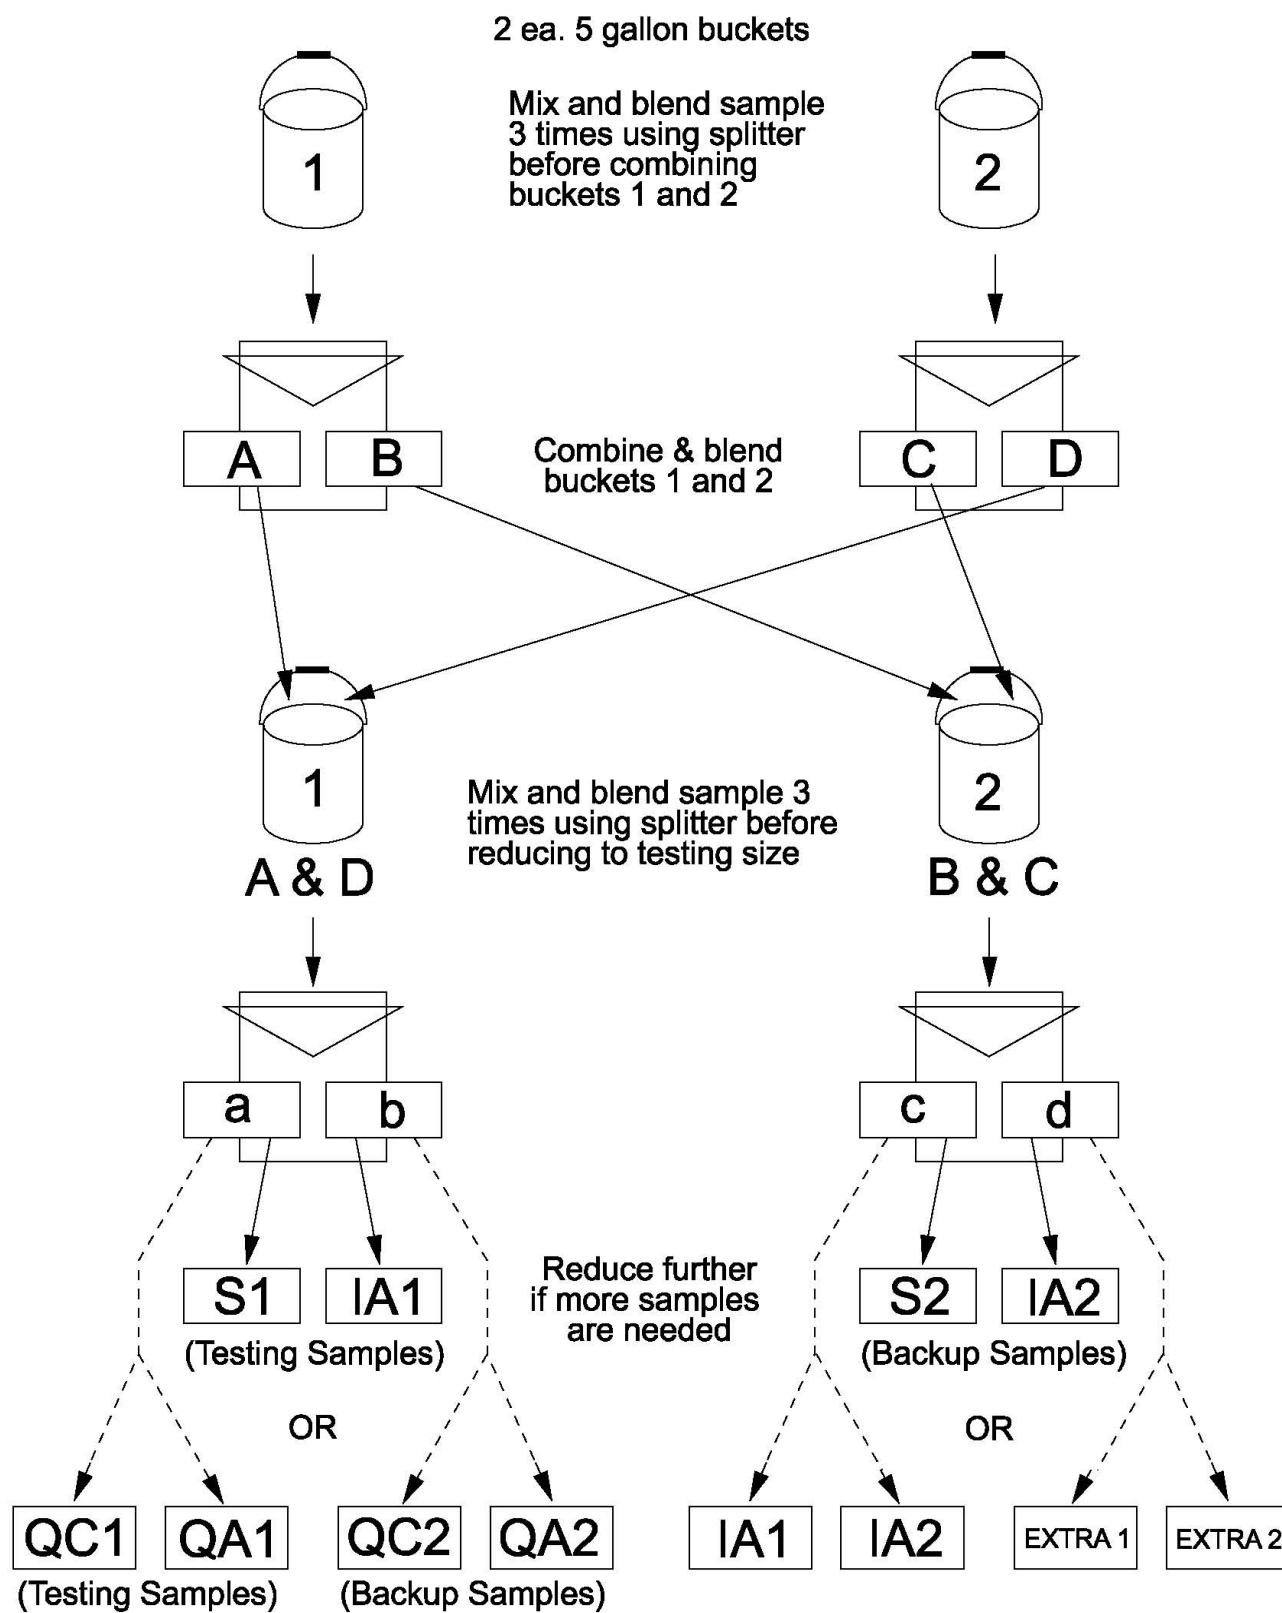 2 ea. 5 gallon buckets
Mix and blend sample
3 times using splitter
before combining
buckets 1 and 2
1
2
A
B
C
D
Combine & blend
buckets 1 and 2
1
2
Mix and blend sample 3
times using splitter before
reducing to testing size
A & D
B & C
a
b
c
d
S1
IA1
(Testing Samples)
Reduce further
if more samples
are needed
S2
IA2
(Backup Samples)
OR
OR
QC1
QA1
QC2
QA2
IA1
IA2
EXTRA 1
EXTRA 2
(Testing Samples)
(Backup Samples)